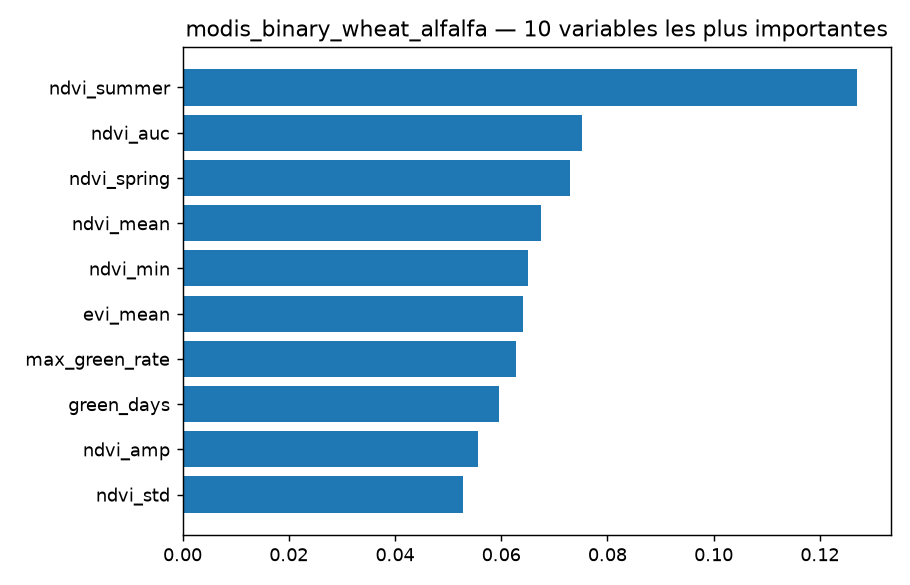 modis_binary_wheat_alfalfa — 10 variables les plus importantes
ndvi_summer
ndvi_auc
ndvi_spring
ndvi_mean
ndvi_min
evi_mean
max_green_rate
green_days
ndvi_amp
ndvi_std
0.00 0.02 0.04 0.06 0.08 0.10 0.12